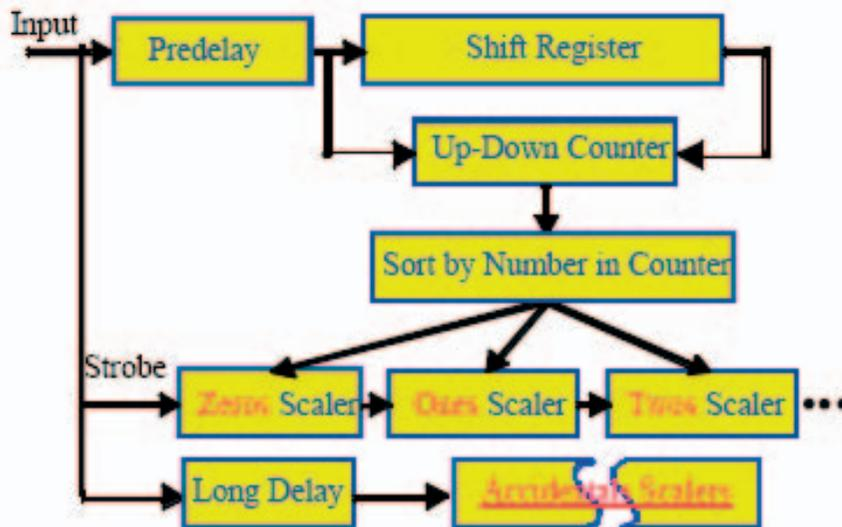 Input
Predelay
Shift Register
Up-Down Counter
Sort by Number in Counter
Strobe
Zeros Scaler
Ones Scaler
Twos Scaler
Long Delay
Accidentals Scalers